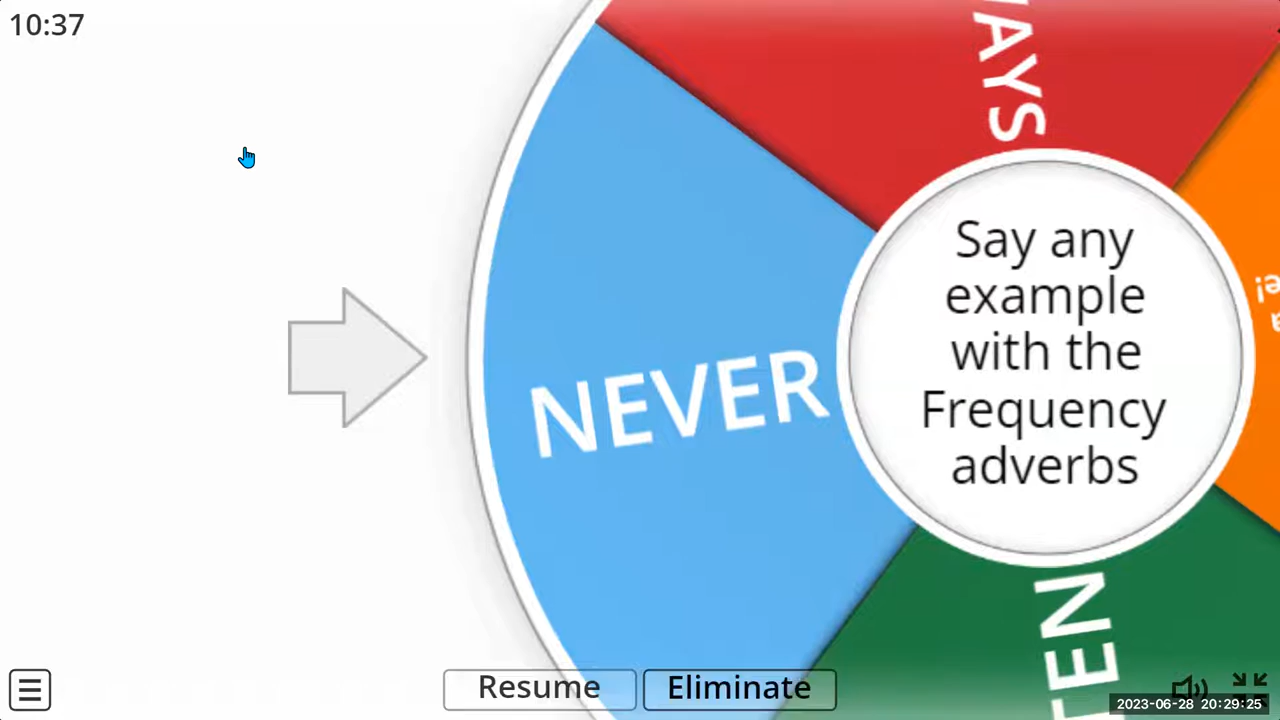 10:37
AYS
NEVER
Say any
example
with the
Frequency
adverbs
TEN
Resume
Eliminate
2023-06-28 20:29:25